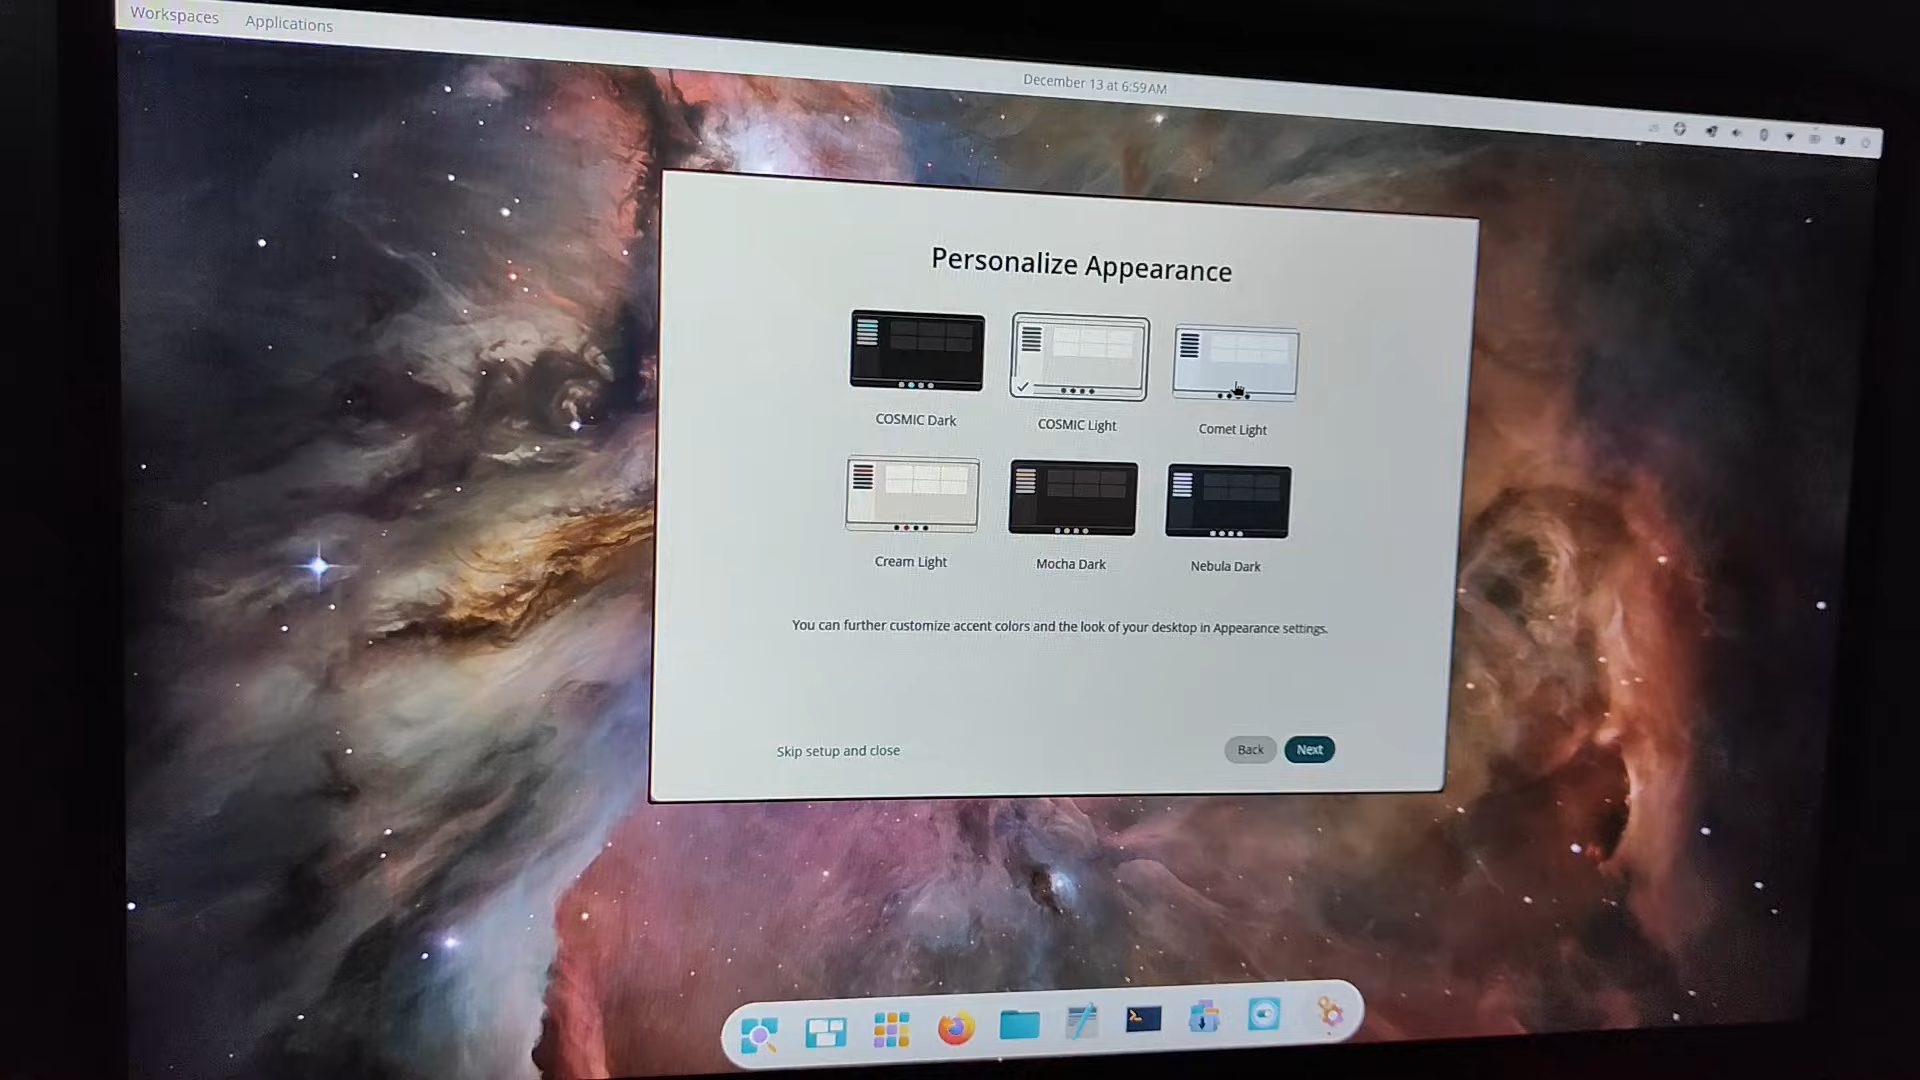 Workspaces Applications
December 13 at 6:59 AM
Personalize Appearance
COSMIC Dark
COSMIC Light
Comet Light
Cream Light
Mocha Dark
Nebula Dark
You can further customize accent colors and the look of your desktop in Appearance settings.
Skip setup and close
Back
Next